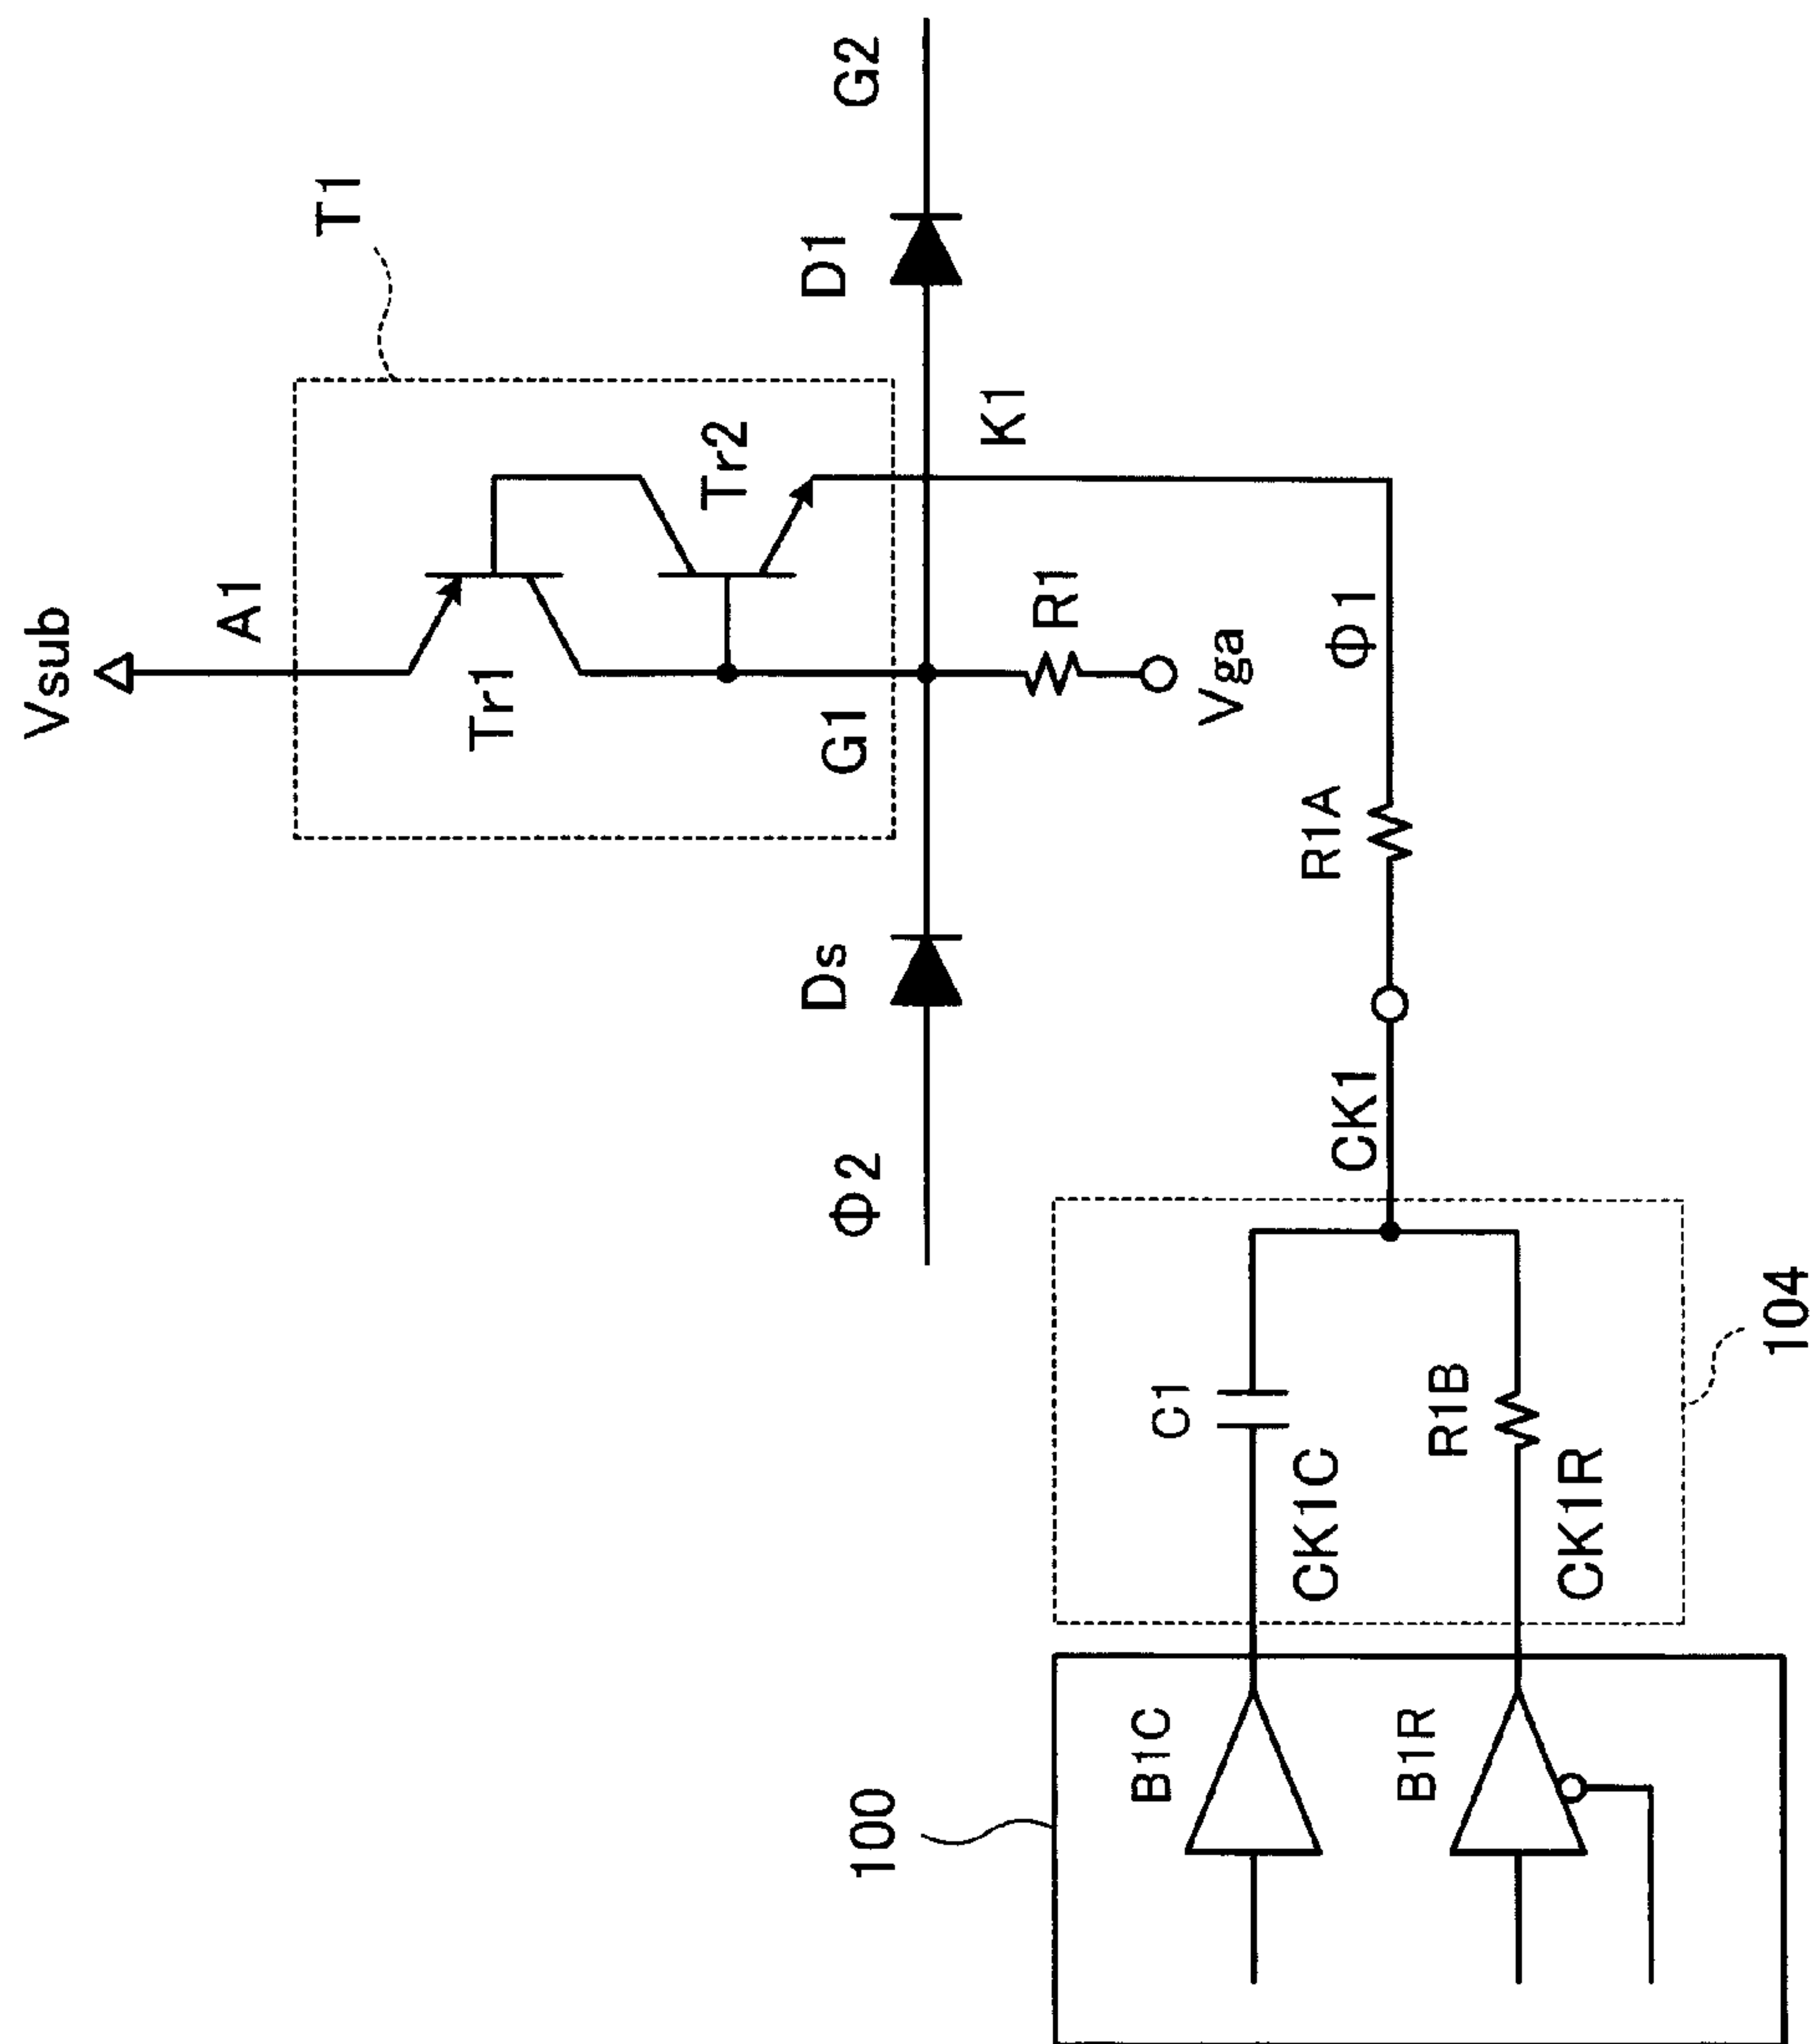 Vsub
A1
T1
Tr1
Tr2
G1
K1
D1
G2
Ds
Φ2
R1
Vga
Φ1
R1A
CK1
104
C1
CK1C
R1B
CK1R
100
B1C
B1R